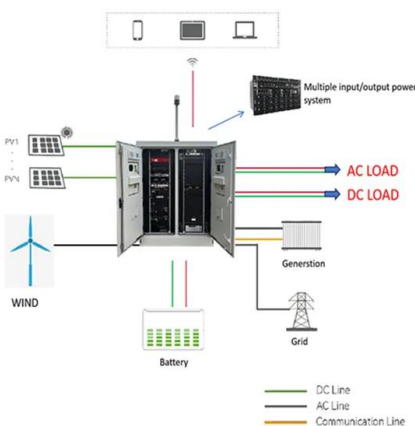 Multiple input/output power
system
PV1
PVN
AC LOAD
DC LOAD
WIND
Generstion
Grid
Battery
DC Line
AC Line
Communication Line